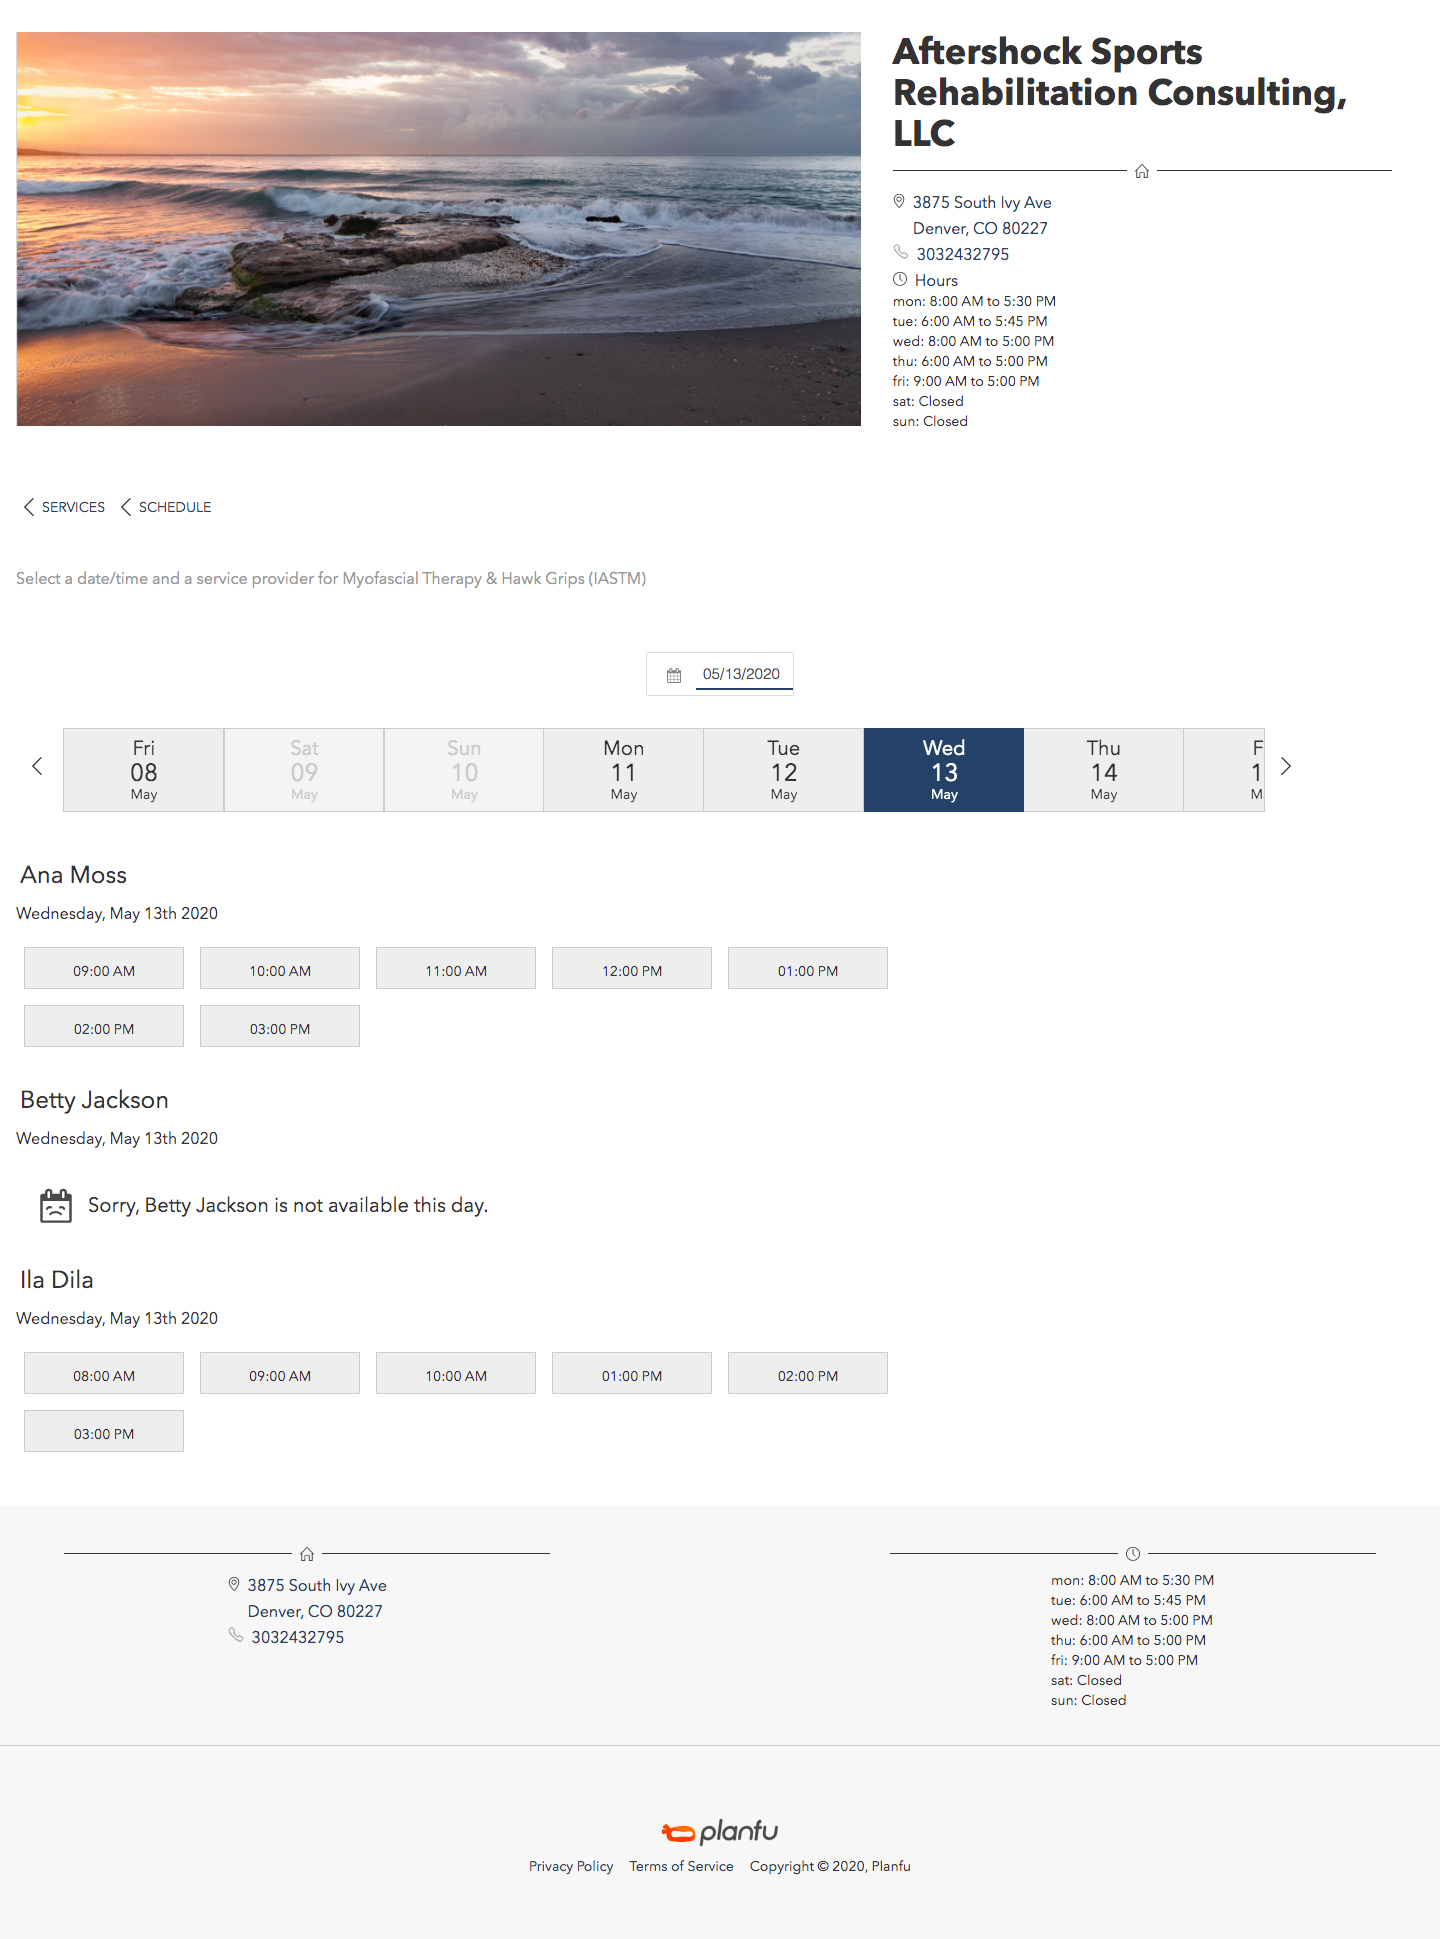 Aftershock Sports
Rehabilitation Consulting,
LLC
3875 South Ivy Ave
Denver, CO 80227
3032432795
Hours
mon: 8:00 AM to 5:30 PM
tue: 6:00 AM to 5:45 PM
wed: 8:00 AM to 5:00 PM
thu: 6:00 AM to 5:00 PM
fri: 9:00 AM to 5:00 PM
sat: Closed
sun: Closed
SERVICES SCHEDULE
Select a date/time and a service provider for Myofascial Therapy & Hawk Grips (IASTM)
05/13/2020
Fri Sat Sun Mon Tue Wed Thu F
08 09 10 11 12 13 14 1
May May May May May May May M
Ana Moss
Wednesday, May 13th 2020
09:00 AM 10:00 AM 11:00 AM 12:00 PM 01:00 PM
02:00 PM 03:00 PM
Betty Jackson
Wednesday, May 13th 2020
Sorry, Betty Jackson is not available this day.
Ila Dila
Wednesday, May 13th 2020
08:00 AM 09:00 AM 10:00 AM 01:00 PM 02:00 PM
03:00 PM
3875 South Ivy Ave
Denver, CO 80227
3032432795
mon: 8:00 AM to 5:30 PM
tue: 6:00 AM to 5:45 PM
wed: 8:00 AM to 5:00 PM
thu: 6:00 AM to 5:00 PM
fri: 9:00 AM to 5:00 PM
sat: Closed
sun: Closed
planfu
Privacy Policy Terms of Service Copyright © 2020, Planfu